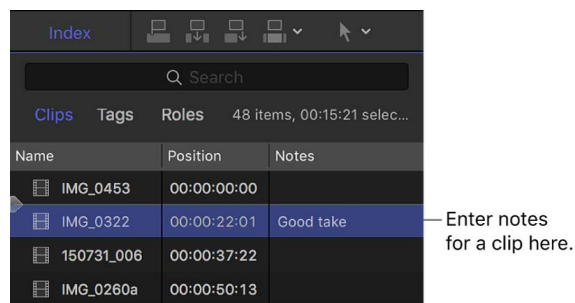 Index
Search
Clips Tags Roles 48 items, 00:15:21 selec...
Name Position Notes
IMG_0453 00:00:00:00
IMG_0322 00:00:22:01 Good take
150731_006 00:00:37:22
IMG_0260a 00:00:50:13
Enter notes
for a clip here.